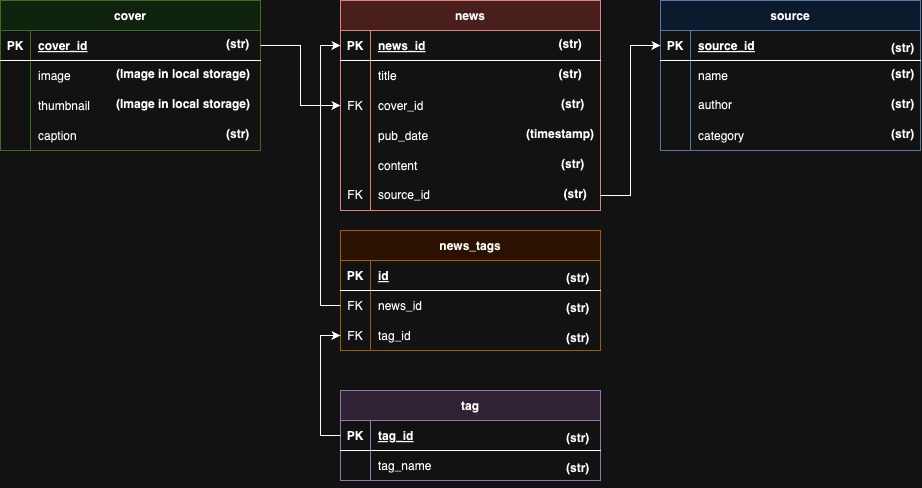 cover
PK cover_id (str)
image (Image in local storage)
thumbnail (Image in local storage)
caption (str)
news
PK news_id (str)
title (str)
FK cover_id (str)
pub_date (timestamp)
content (str)
FK source_id (str)
source
PK source_id (str)
name (str)
author (str)
category (str)
news_tags
PK id (str)
FK news_id (str)
FK tag_id (str)
tag
PK tag_id (str)
tag_name (str)